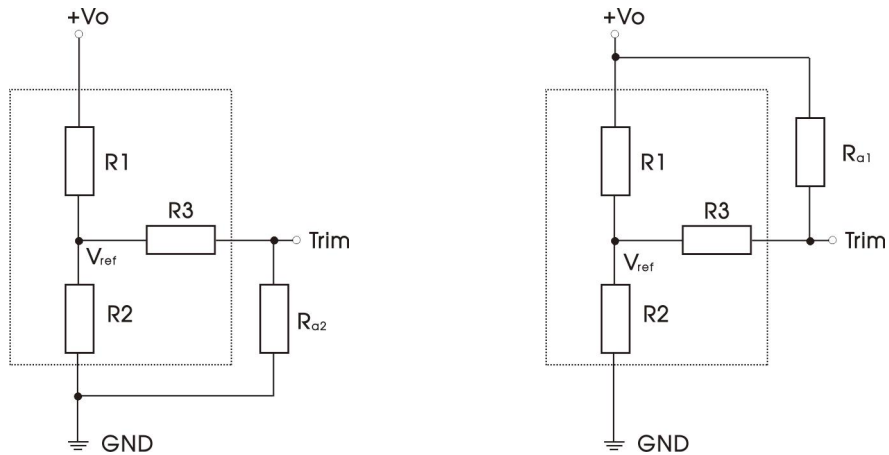 +Vo
R1
R3
Trim
Vref
R2
Ra2
GND
+Vo
R1
Ra1
R3
Trim
Vref
R2
GND